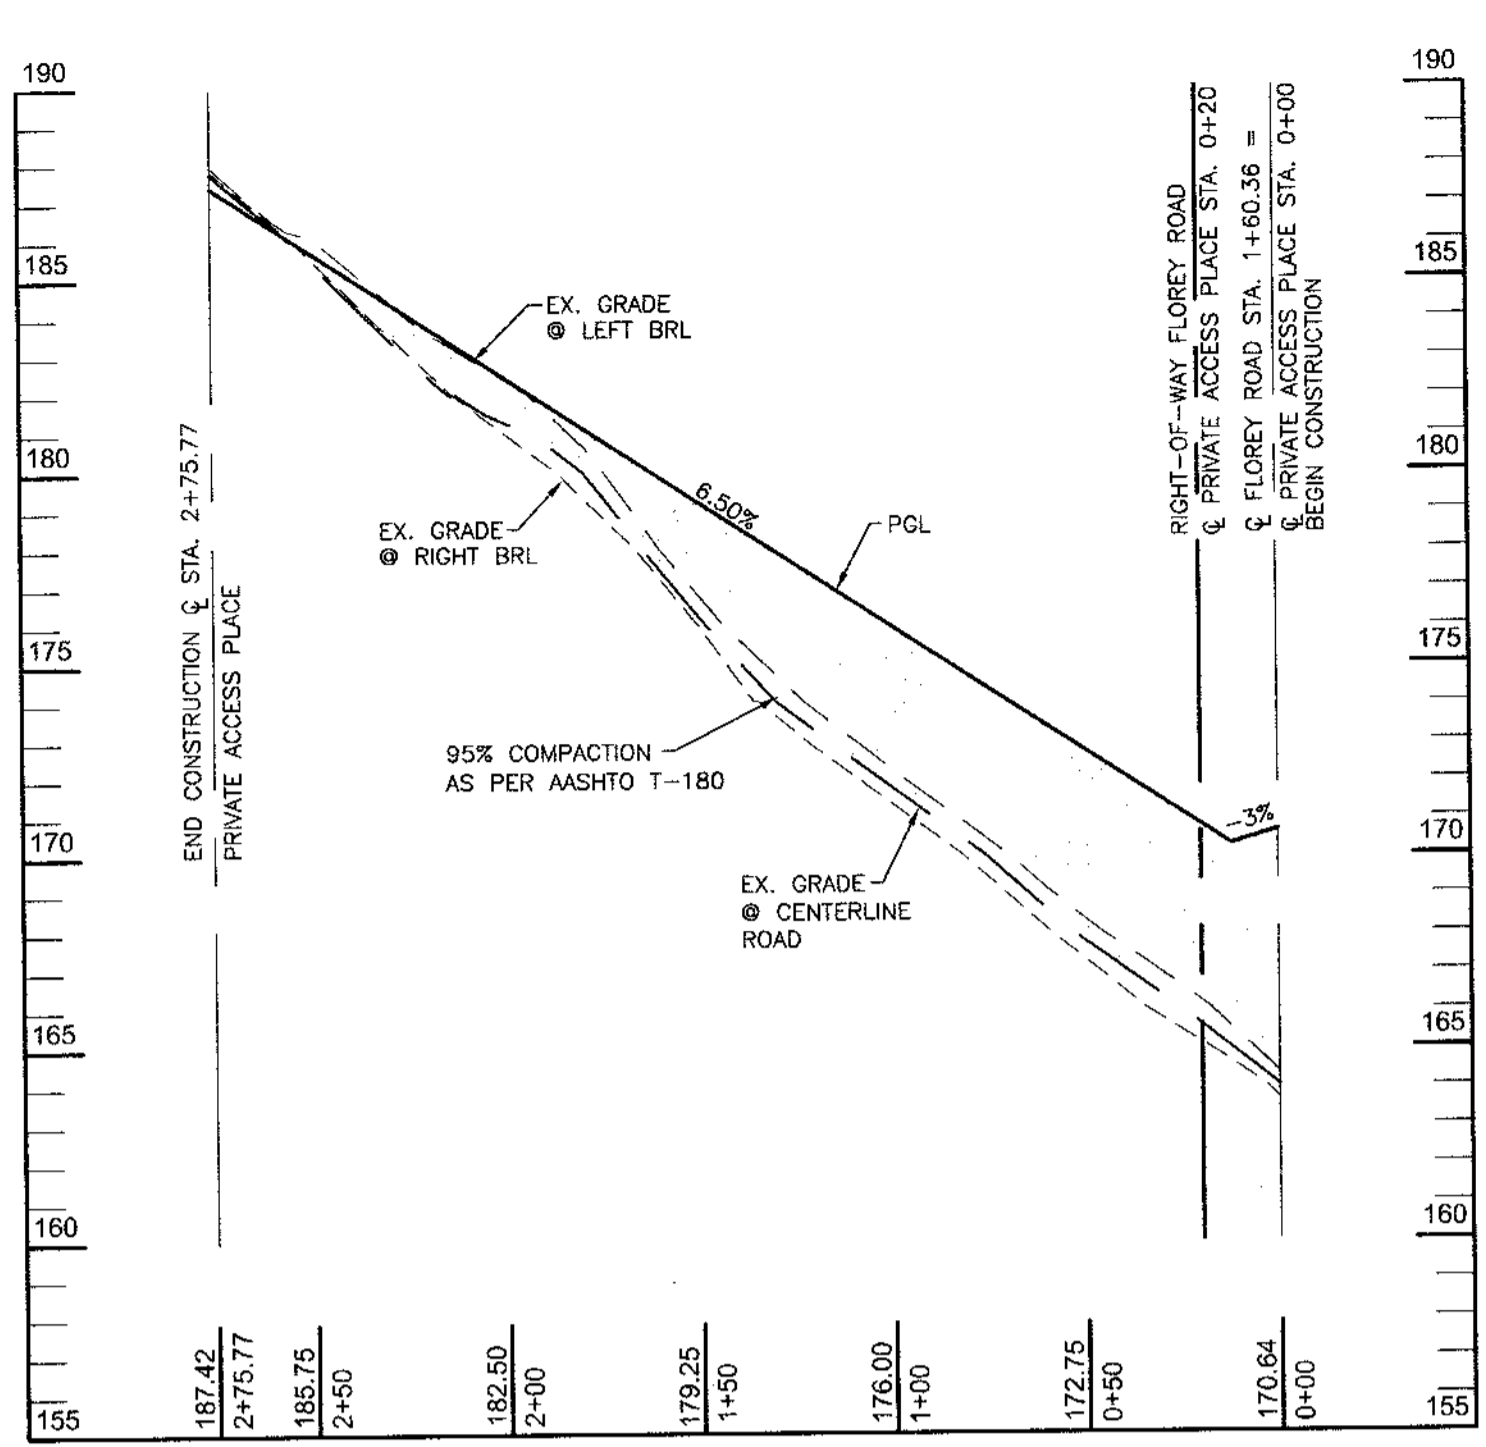 190
190
185
185
180
180
175
175
170
170
165
165
160
160
155
155
END CONSTRUCTION ℄ STA. 2+75.77
PRIVATE ACCESS PLACE
EX. GRADE
@ LEFT BRL
EX. GRADE
@ RIGHT BRL
6.50%
PGL
95% COMPACTION
AS PER AASHTO T-180
EX. GRADE
@ CENTERLINE
ROAD
-3%
RIGHT-OF-WAY FLOREY ROAD
℄ PRIVATE ACCESS PLACE STA. 0+20
℄ FLOREY ROAD STA. 1+60.36 =
℄ PRIVATE ACCESS PLACE STA. 0+00
BEGIN CONSTRUCTION
187.42
2+75.77
185.75
2+50
182.50
2+00
179.25
1+50
176.00
1+00
172.75
0+50
170.64
0+00